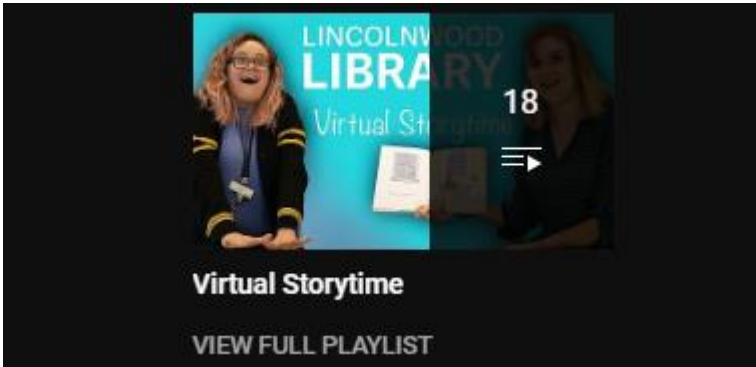 LINCOLNWOOD
LIBRARY
Virtual Storytime
18
Virtual Storytime
VIEW FULL PLAYLIST